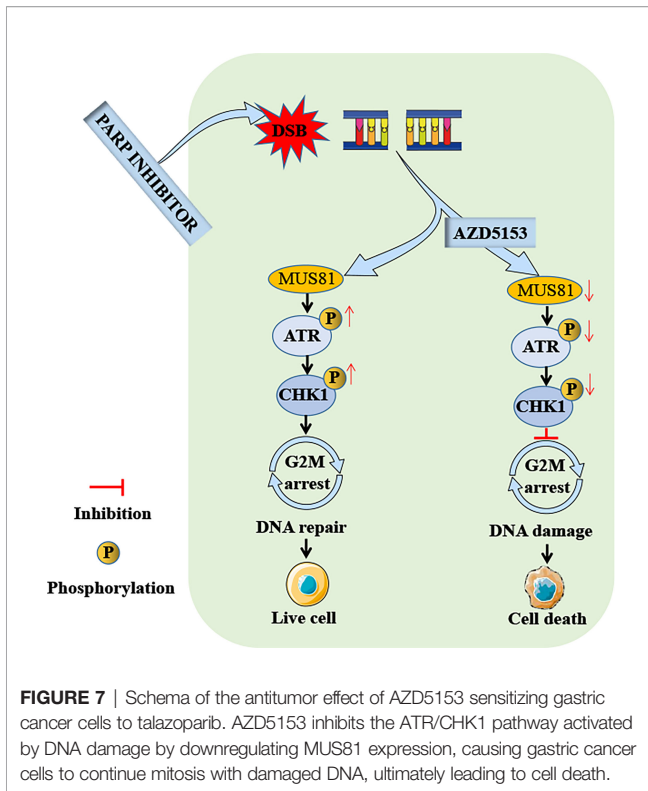 PARP INHIBITOR
DSB
AZD5153
MUS81
P
ATR
P
CHK1
G2M
arrest
DNA repair
Live cell
MUS81
P
ATR
P
CHK1
G2M
arrest
DNA damage
Cell death
Inhibition
P
Phosphorylation
FIGURE 7 | Schema of the antitumor effect of AZD5153 sensitizing gastric
cancer cells to talazoparib. AZD5153 inhibits the ATR/CHK1 pathway activated
by DNA damage by downregulating MUS81 expression, causing gastric cancer
cells to continue mitosis with damaged DNA, ultimately leading to cell death.